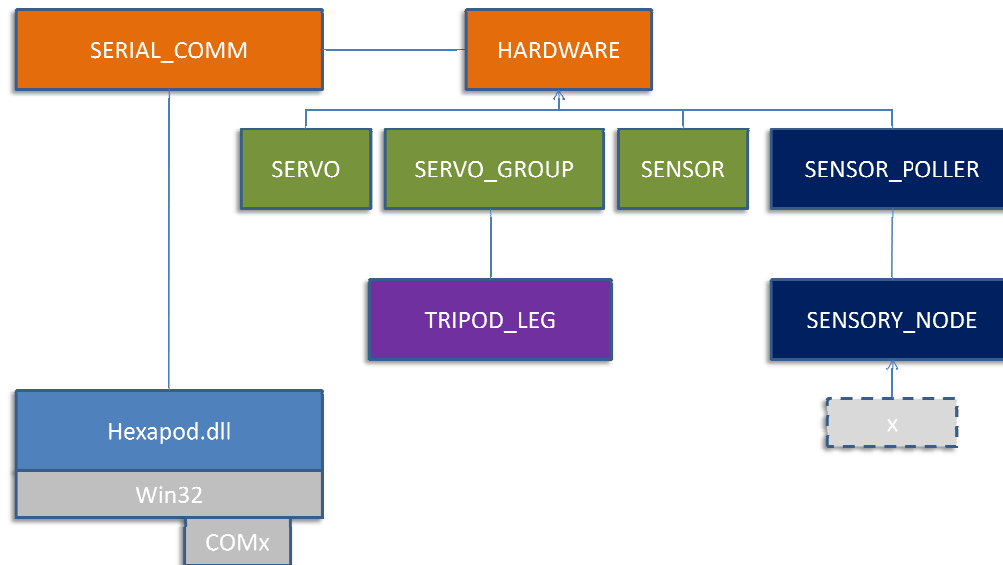 SERIAL_COMM
HARDWARE
SERVO
SERVO_GROUP
SENSOR
SENSOR_POLLER
TRIPOD_LEG
SENSORY_NODE
Hexapod.dll
x
Win32
COMx